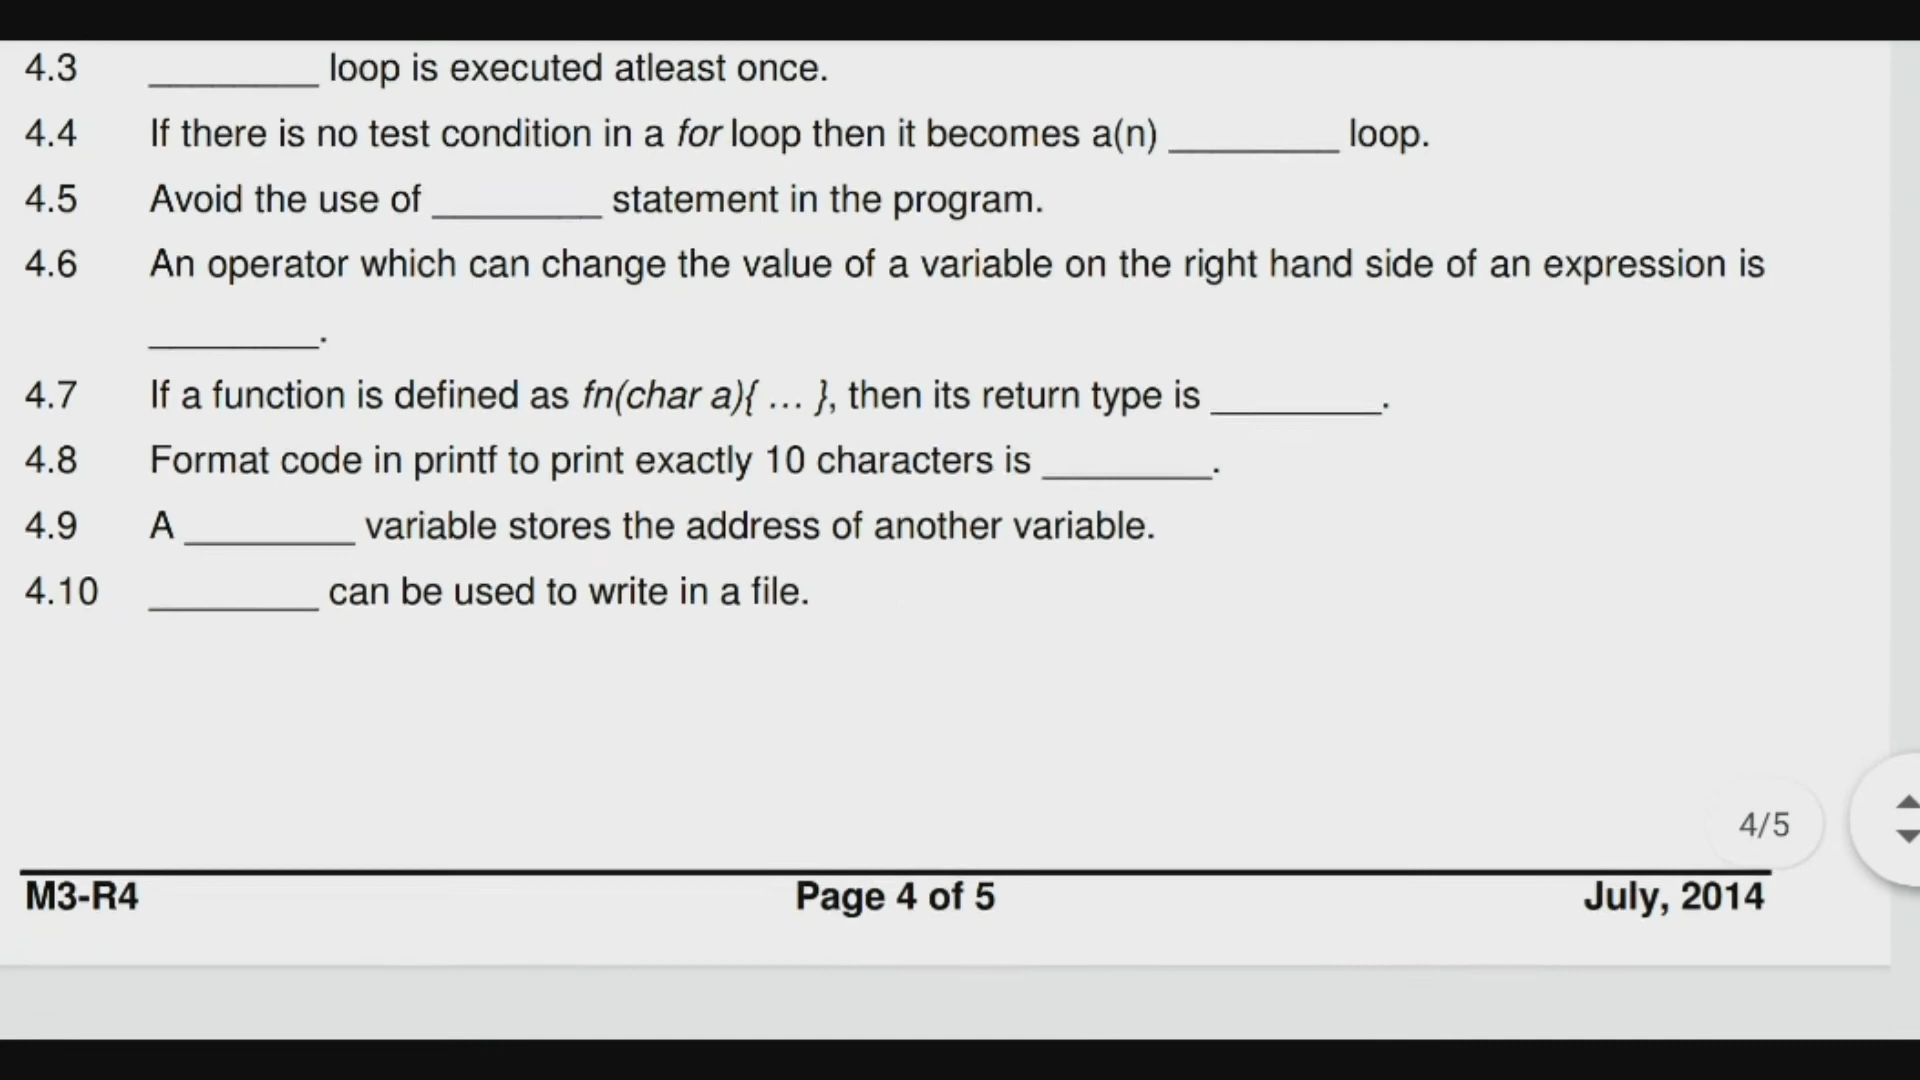 4.3 ________ loop is executed atleast once.
4.4 If there is no test condition in a for loop then it becomes a(n) ________ loop.
4.5 Avoid the use of ________ statement in the program.
4.6 An operator which can change the value of a variable on the right hand side of an expression is
________.
4.7 If a function is defined as fn(char a){ ... }, then its return type is ________.
4.8 Format code in printf to print exactly 10 characters is ________.
4.9 A ________ variable stores the address of another variable.
4.10 ________ can be used to write in a file.
4/5
M3-R4 Page 4 of 5 July, 2014